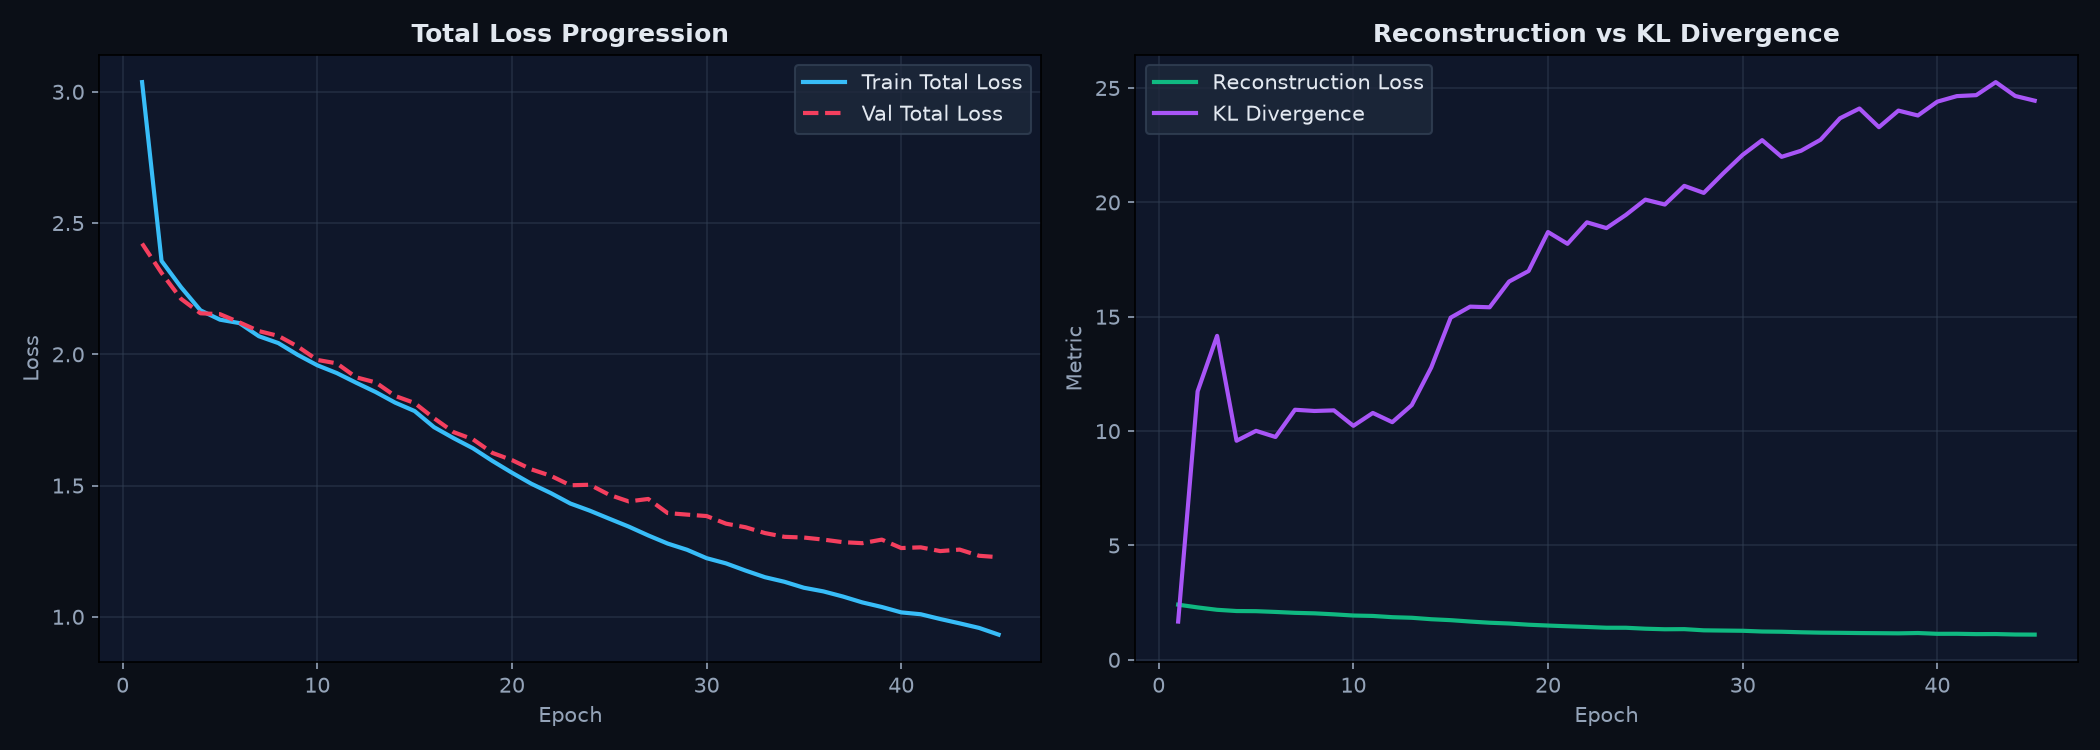 Total Loss Progression
Train Total Loss
Val Total Loss
3.0
2.5
2.0
1.5
1.0
Loss
0 10 20 30 40
Epoch
Reconstruction vs KL Divergence
Reconstruction Loss
KL Divergence
25
20
15
10
5
0
Metric
0 10 20 30 40
Epoch